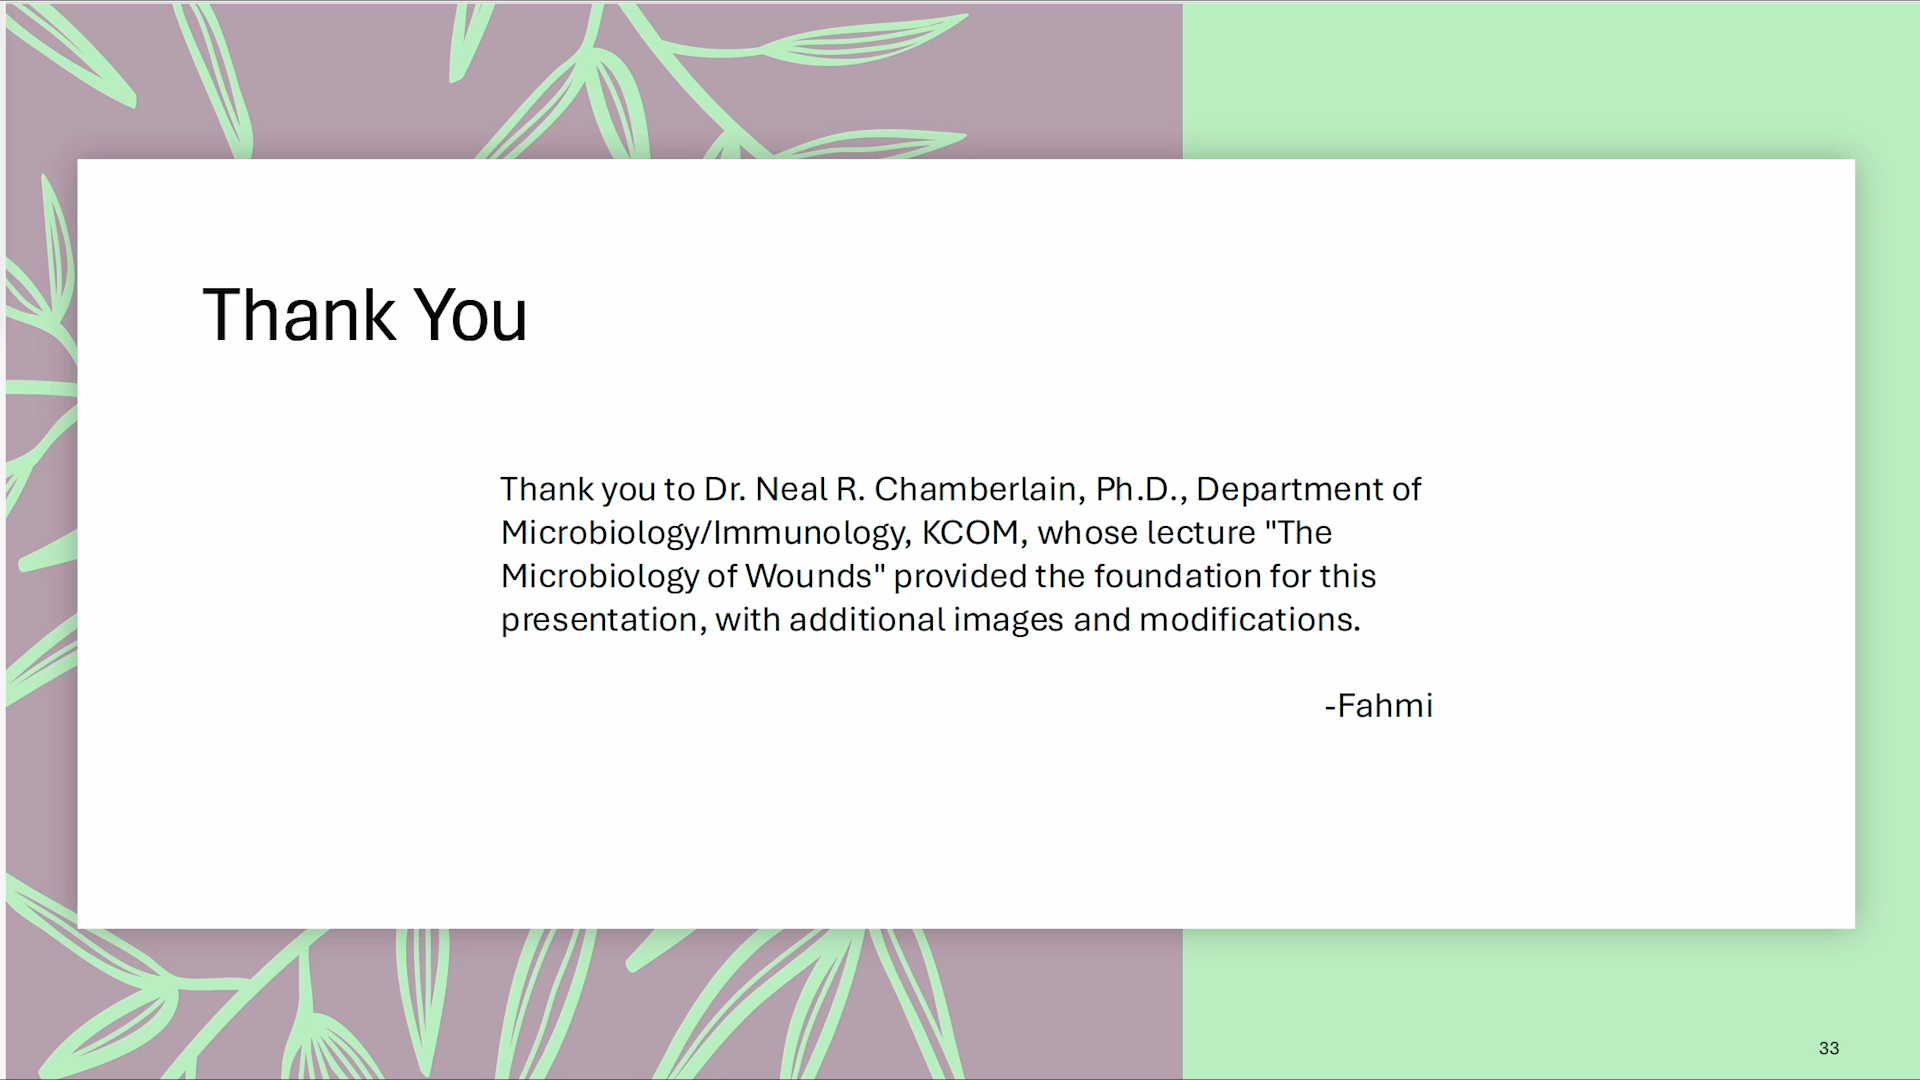 Thank You
Thank you to Dr. Neal R. Chamberlain, Ph.D., Department of
Microbiology/Immunology, KCOM, whose lecture "The
Microbiology of Wounds" provided the foundation for this
presentation, with additional images and modifications.
-Fahmi
33